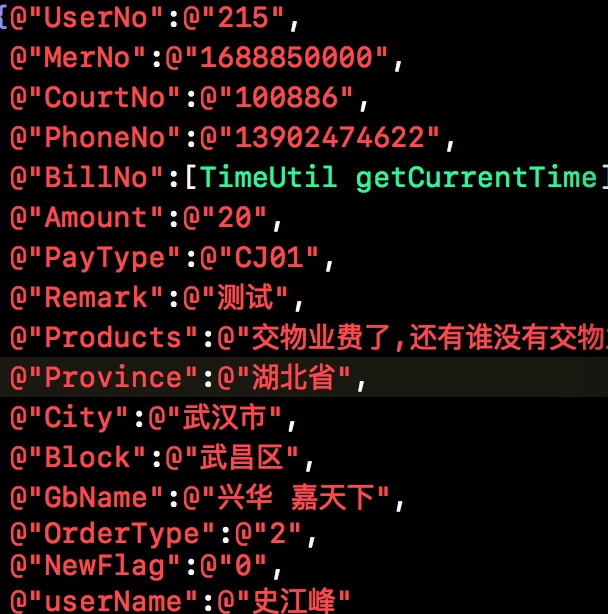 {@"UserNo":@"215",
@"MerNo":@"1688850000",
@"CourtNo":@"100886",
@"PhoneNo":@"13902474622",
@"BillNo":[TimeUtil getCurrentTime]
@"Amount":@"20",
@"PayType":@"CJ01",
@"Remark":@"测试",
@"Products":@"交物业费了,还有谁没有交物
@"Province":@"湖北省",
@"City":@"武汉市",
@"Block":@"武昌区",
@"GbName":@"兴华 嘉天下",
@"OrderType":@"2",
@"NewFlag":@"0",
@"userName":@"史江峰"